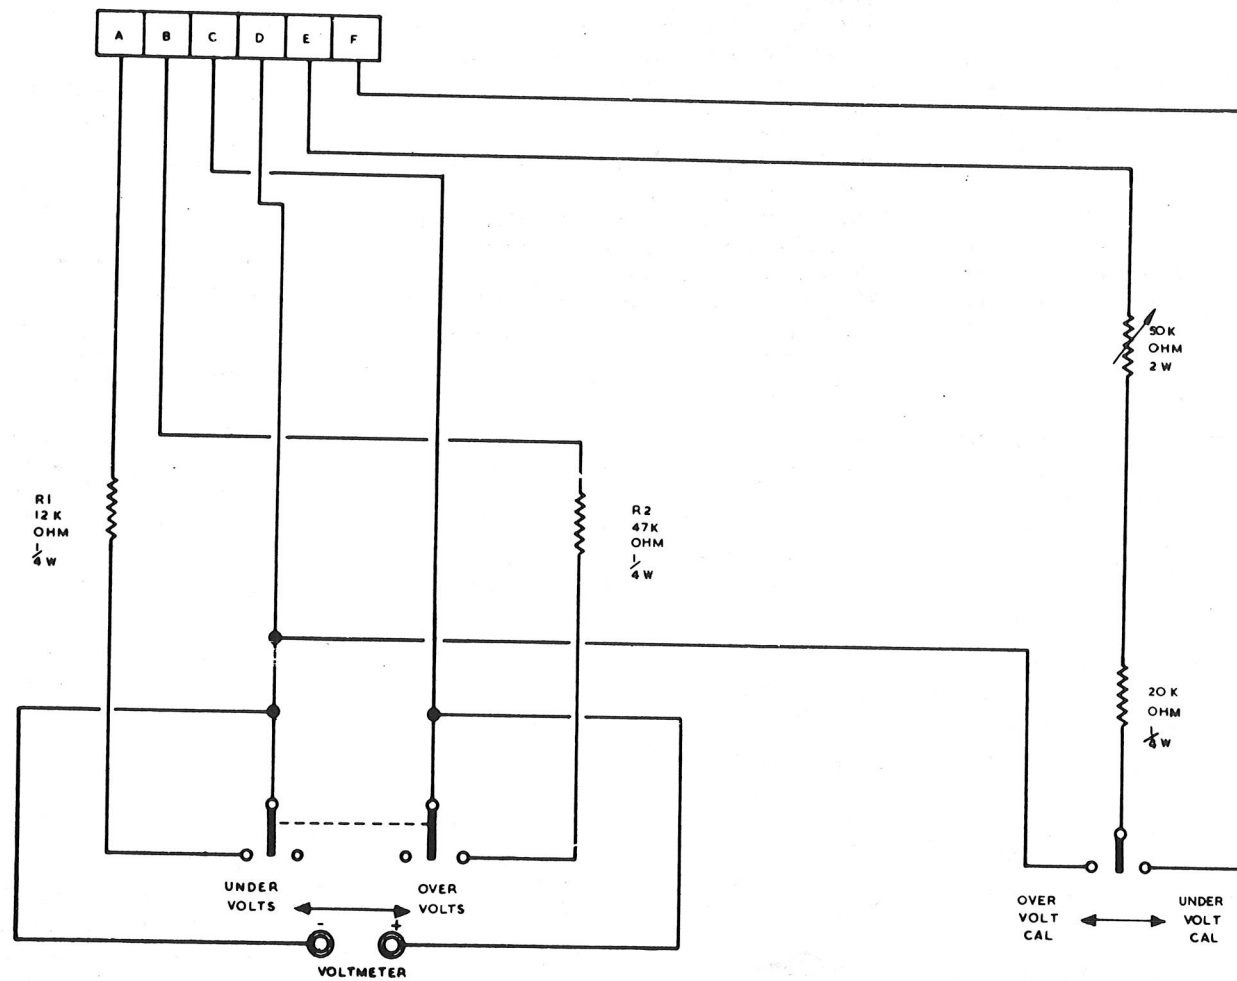 A B C D E F
50K
OHM
2 W
R1
12 K
OHM
1/4 W
R2
47K
OHM
1/4 W
20 K
OHM
1/4 W
UNDER
VOLTS
OVER
VOLTS
- +
VOLTMETER
OVER
VOLT
CAL
UNDER
VOLT
CAL